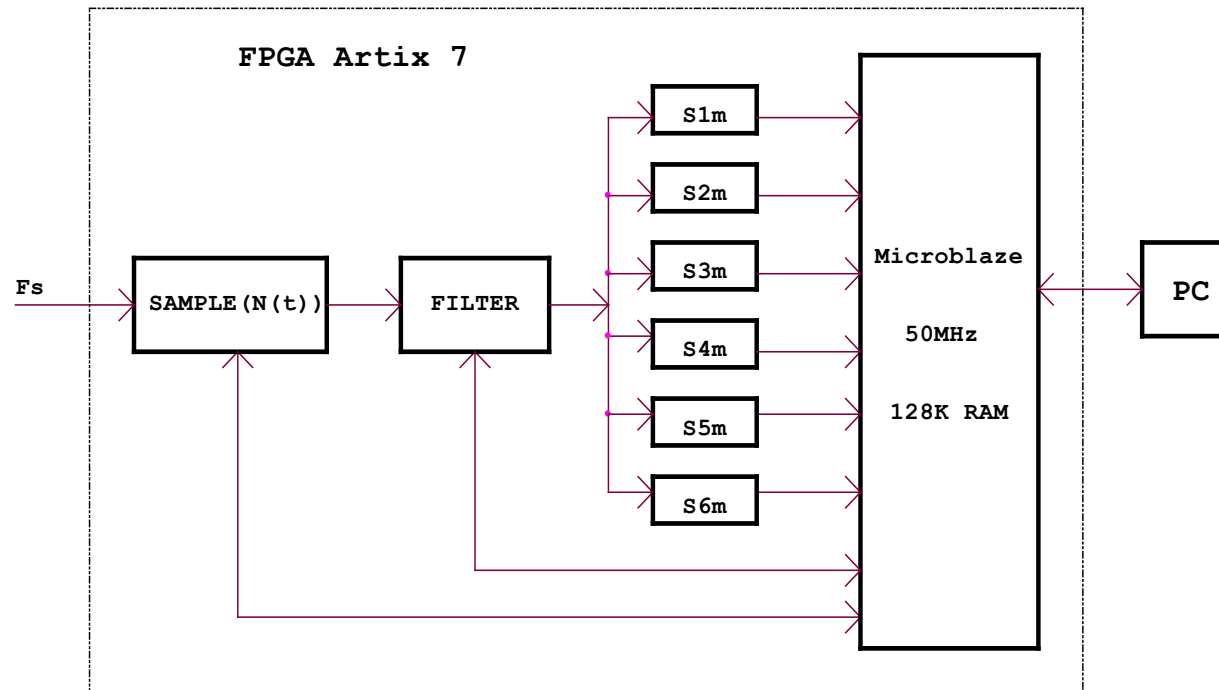 FPGA Artix 7
Fs
SAMPLE(N(t))
FILTER
S1m
S2m
S3m
S4m
S5m
S6m
Microblaze
50MHz
128K RAM
PC